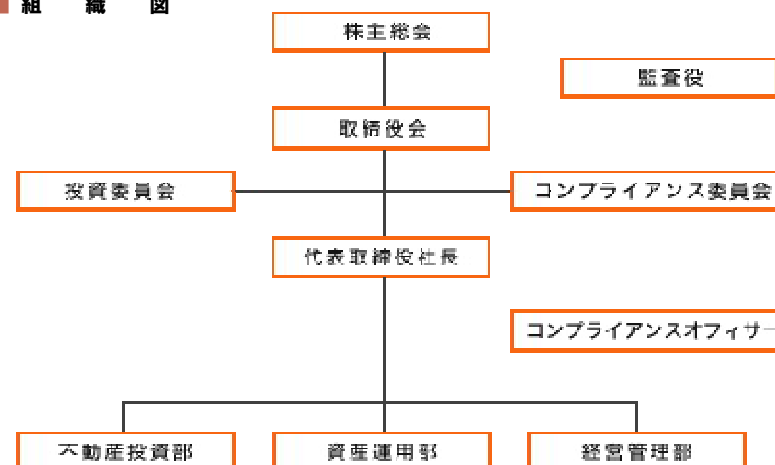 組織図
株主総会
監査役
取締役会
投資委員会
コンプライアンス委員会
代表取締役社長
コンプライアンスオフィサー
不動産投資部
資産運用部
経営管理部